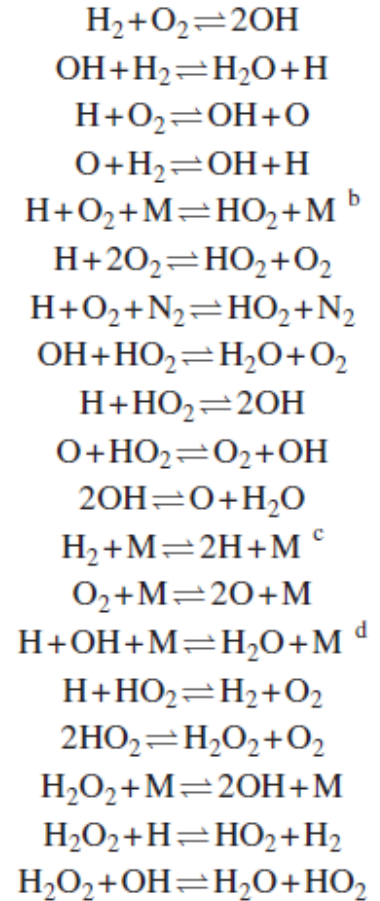 H₂+O₂⇌2OH
OH+H₂⇌H₂O+H
H+O₂⇌OH+O
O+H₂⇌OH+H
H+O₂+M⇌HO₂+M ᵇ
H+2O₂⇌HO₂+O₂
H+O₂+N₂⇌HO₂+N₂
OH+HO₂⇌H₂O+O₂
H+HO₂⇌2OH
O+HO₂⇌O₂+OH
2OH⇌O+H₂O
H₂+M⇌2H+M ᶜ
O₂+M⇌2O+M
H+OH+M⇌H₂O+M ᵈ
H+HO₂⇌H₂+O₂
2HO₂⇌H₂O₂+O₂
H₂O₂+M⇌2OH+M
H₂O₂+H⇌HO₂+H₂
H₂O₂+OH⇌H₂O+HO₂